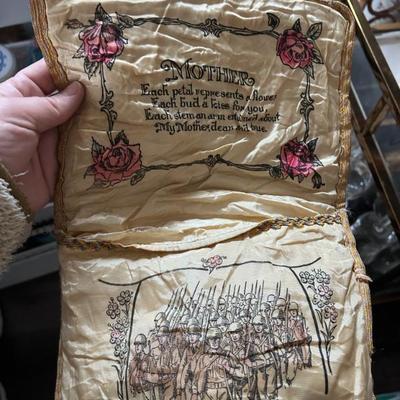 MOTHER
Each petal represents a flower
Each bud a kiss for you,
Each stem an arm entwined about
My Mother, dear and true.